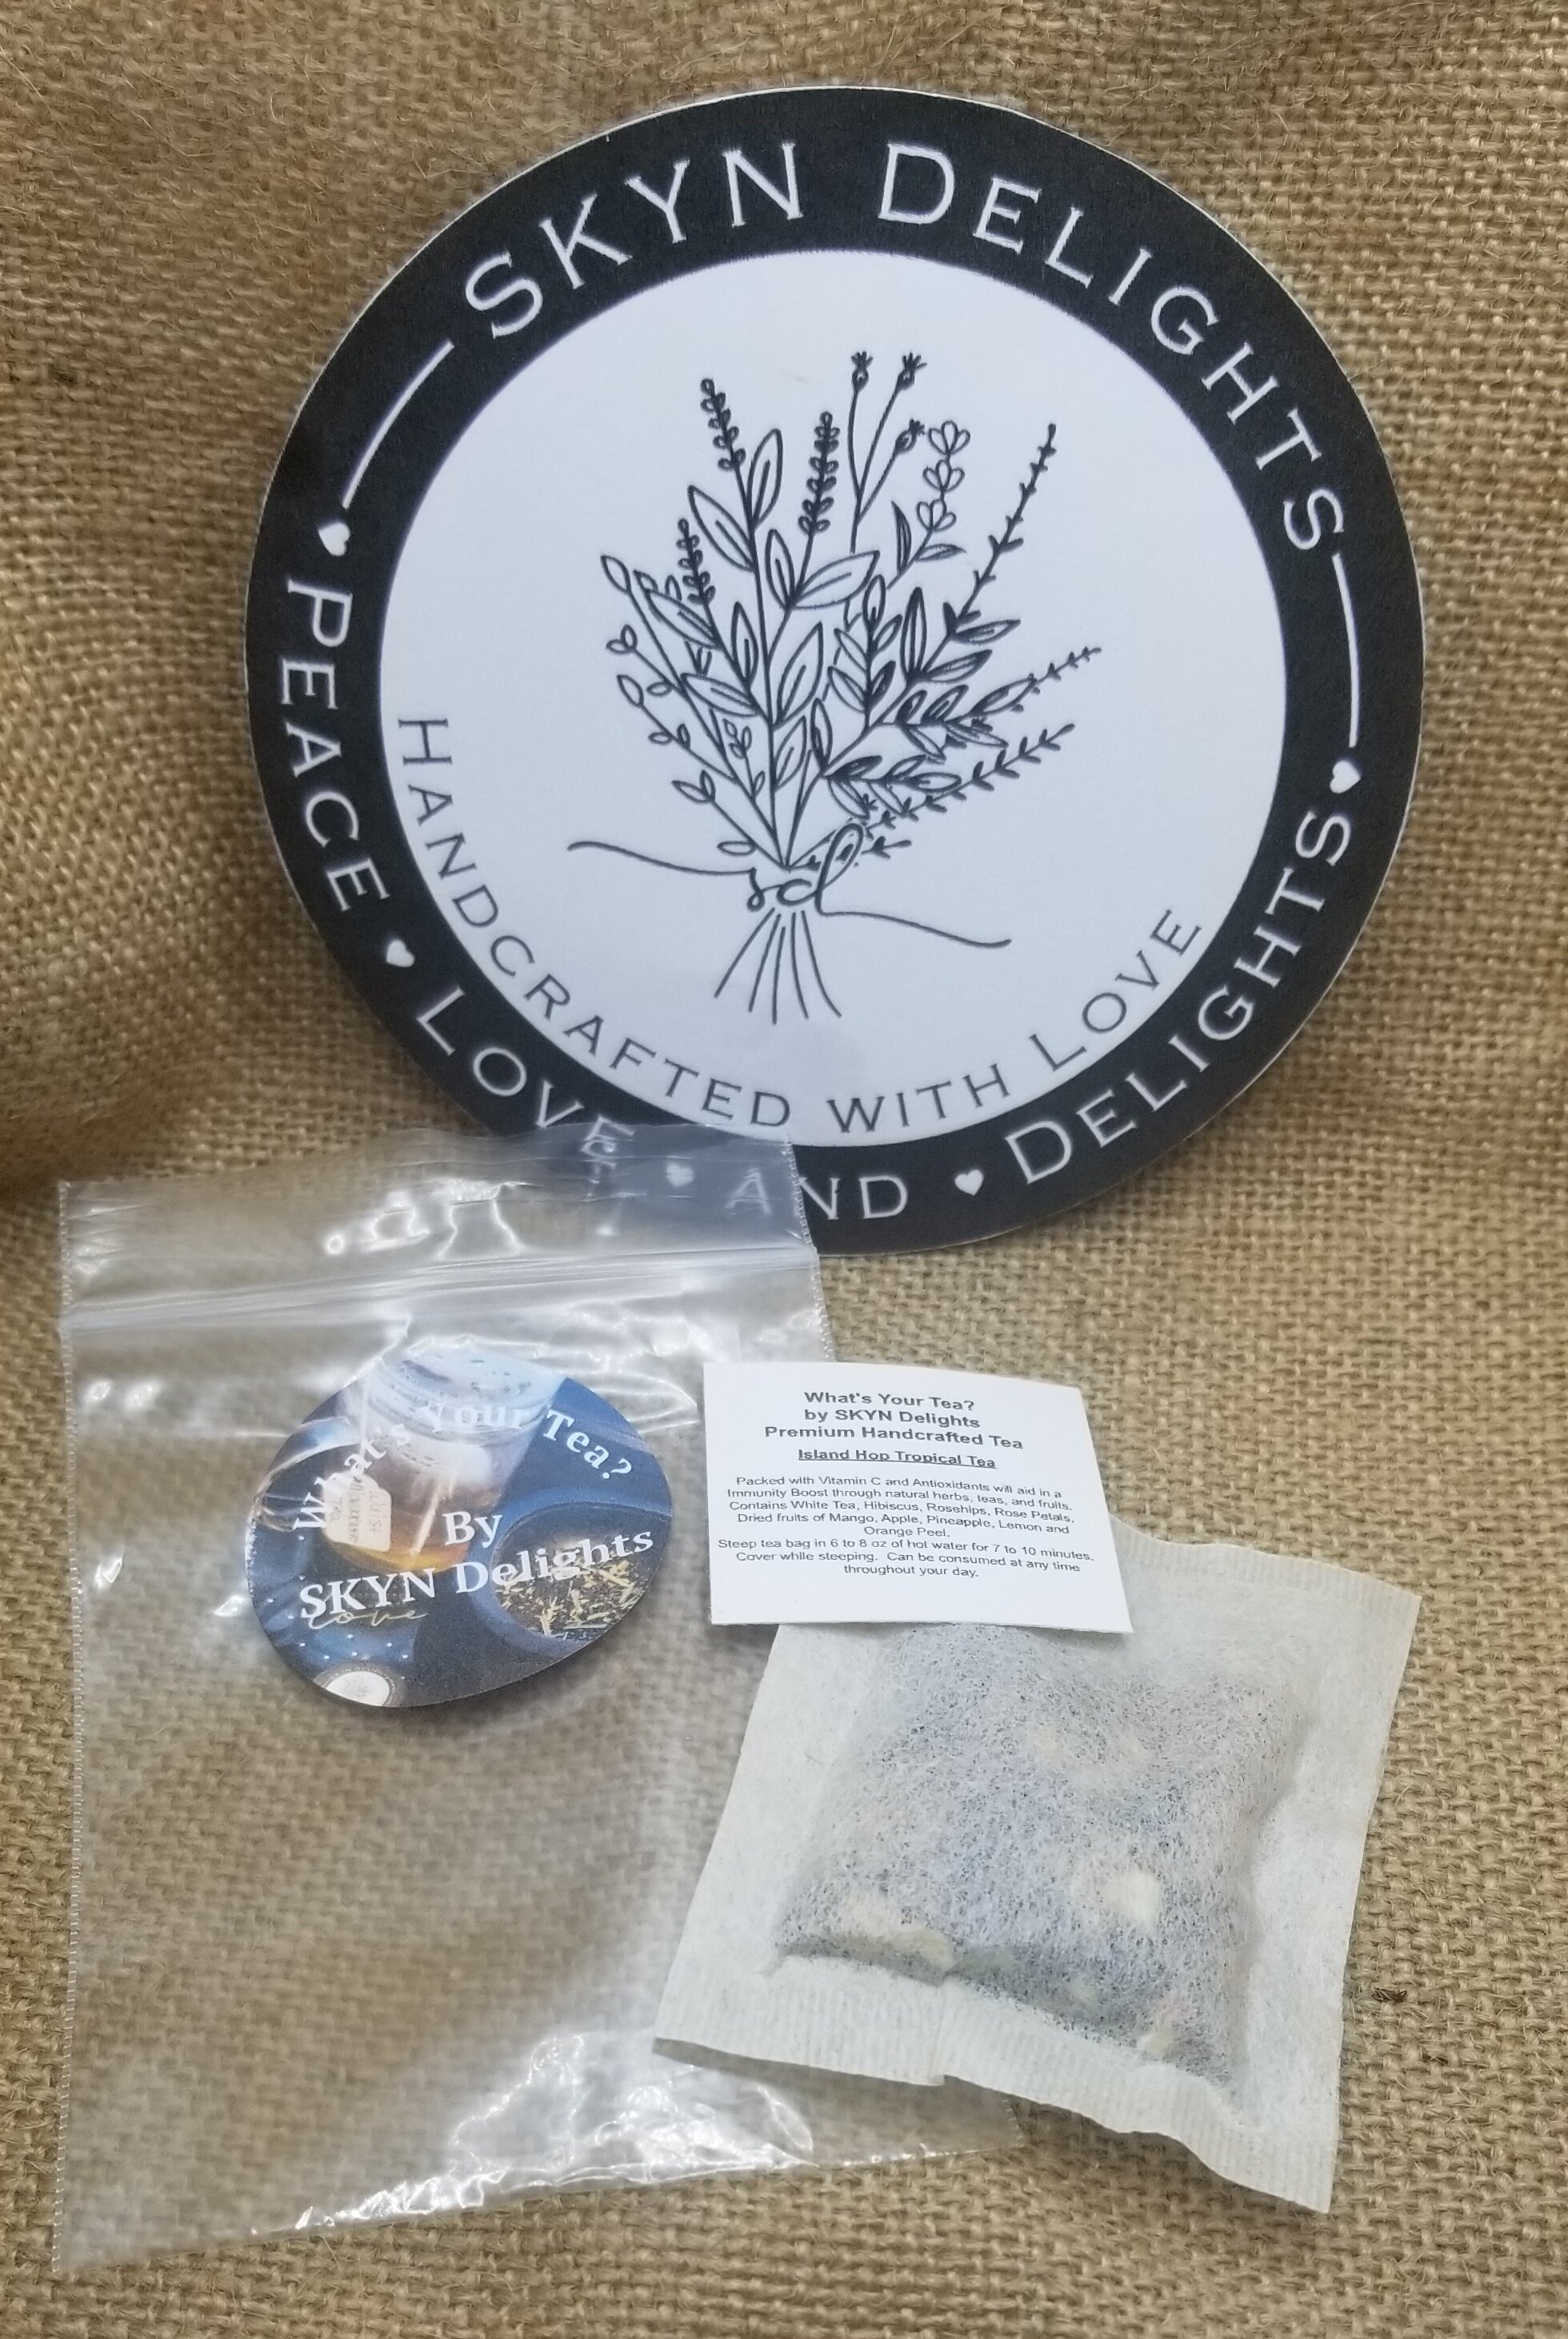 SKYN DELIGHTS
PEACE LOVE AND DELIGHTS
HANDCRAFTED WITH LOVE
sd
What's Your Tea?
By
SKYN Delights
love
What's Your Tea?
by SKYN Delights
Premium Handcrafted Tea
Island Hop Tropical Tea
Packed with Vitamin C and Antioxidants will aid in a
Immunity Boost through natural herbs, teas, and fruits.
Contains White Tea, Hibiscus, Rosehips, Rose Petals,
Dried fruits of Mango, Apple, Pineapple, Lemon and
Orange Peel.
Steep tea bag in 6 to 8 oz of hot water for 7 to 10 minutes.
Cover while steeping. Can be consumed at any time
throughout your day.